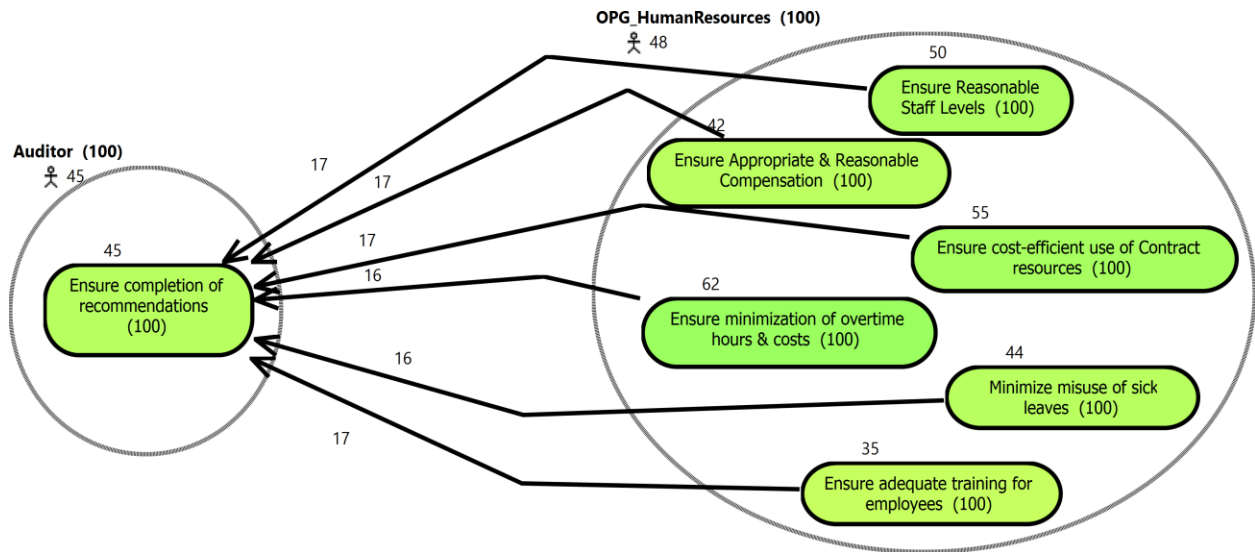 OPG_HumanResources (100)
48
50
Ensure Reasonable
Staff Levels (100)
42
Ensure Appropriate & Reasonable
Compensation (100)
Auditor (100)
45
17
17
55
Ensure cost-efficient use of Contract
resources (100)
17
45
Ensure completion of
recommendations
(100)
16
62
Ensure minimization of overtime
hours & costs (100)
16
44
Minimize misuse of sick
leaves (100)
17
35
Ensure adequate training for
employees (100)